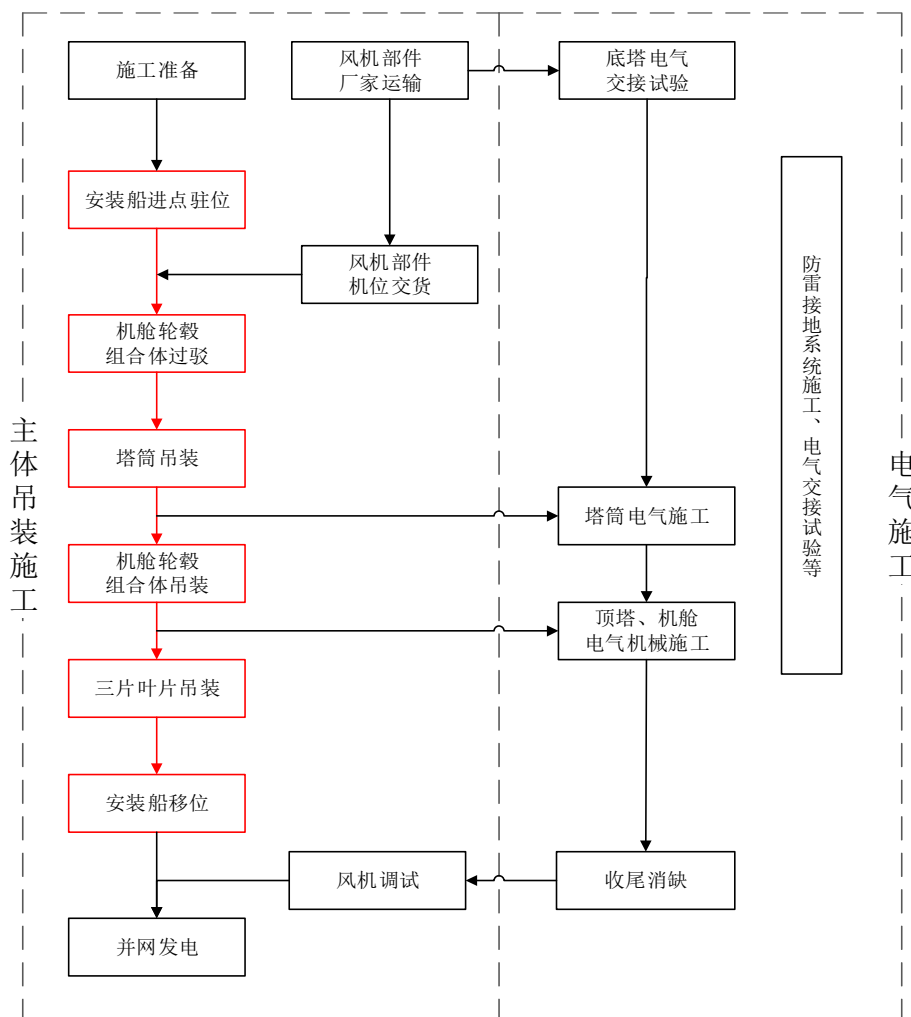 施工准备
风机部件
厂家运输
底塔电气
交接试验
安装船进点驻位
风机部件
机位交货
机舱轮毂
组合体过驳
塔筒吊装
塔筒电气施工
机舱轮毂
组合体吊装
顶塔、机舱
电气机械施工
三片叶片吊装
安装船移位
风机调试
收尾消缺
并网发电
主体吊装施工
防雷接地系统施工、电气交接试验等
电气施工